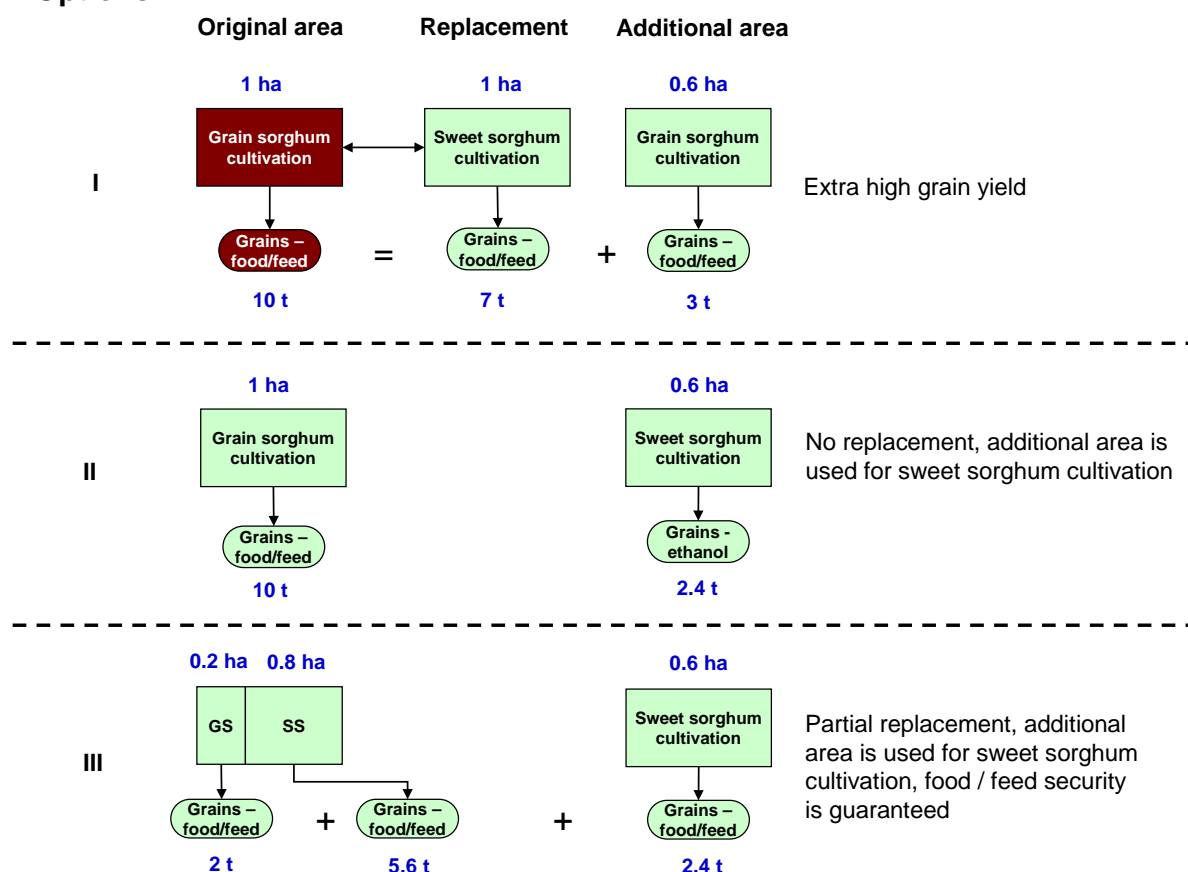 Original area Replacement Additional area
1 ha 1 ha 0.6 ha
Grain sorghum
cultivation
Sweet sorghum
cultivation
Grain sorghum
cultivation
I
Extra high grain yield
Grains –
food/feed
=
Grains –
food/feed
+
Grains –
food/feed
10 t 7 t 3 t
1 ha 0.6 ha
Grain sorghum
cultivation
Sweet sorghum
cultivation
II
No replacement, additional area is
used for sweet sorghum cultivation
Grains –
food/feed
Grains -
ethanol
10 t 2.4 t
0.2 ha 0.8 ha 0.6 ha
GS SS
Sweet sorghum
cultivation
III
Partial replacement, additional
area is used for sweet sorghum
cultivation, food / feed security
is guaranteed
Grains –
food/feed
+
Grains –
food/feed
+
Grains –
food/feed
2 t 5.6 t 2.4 t